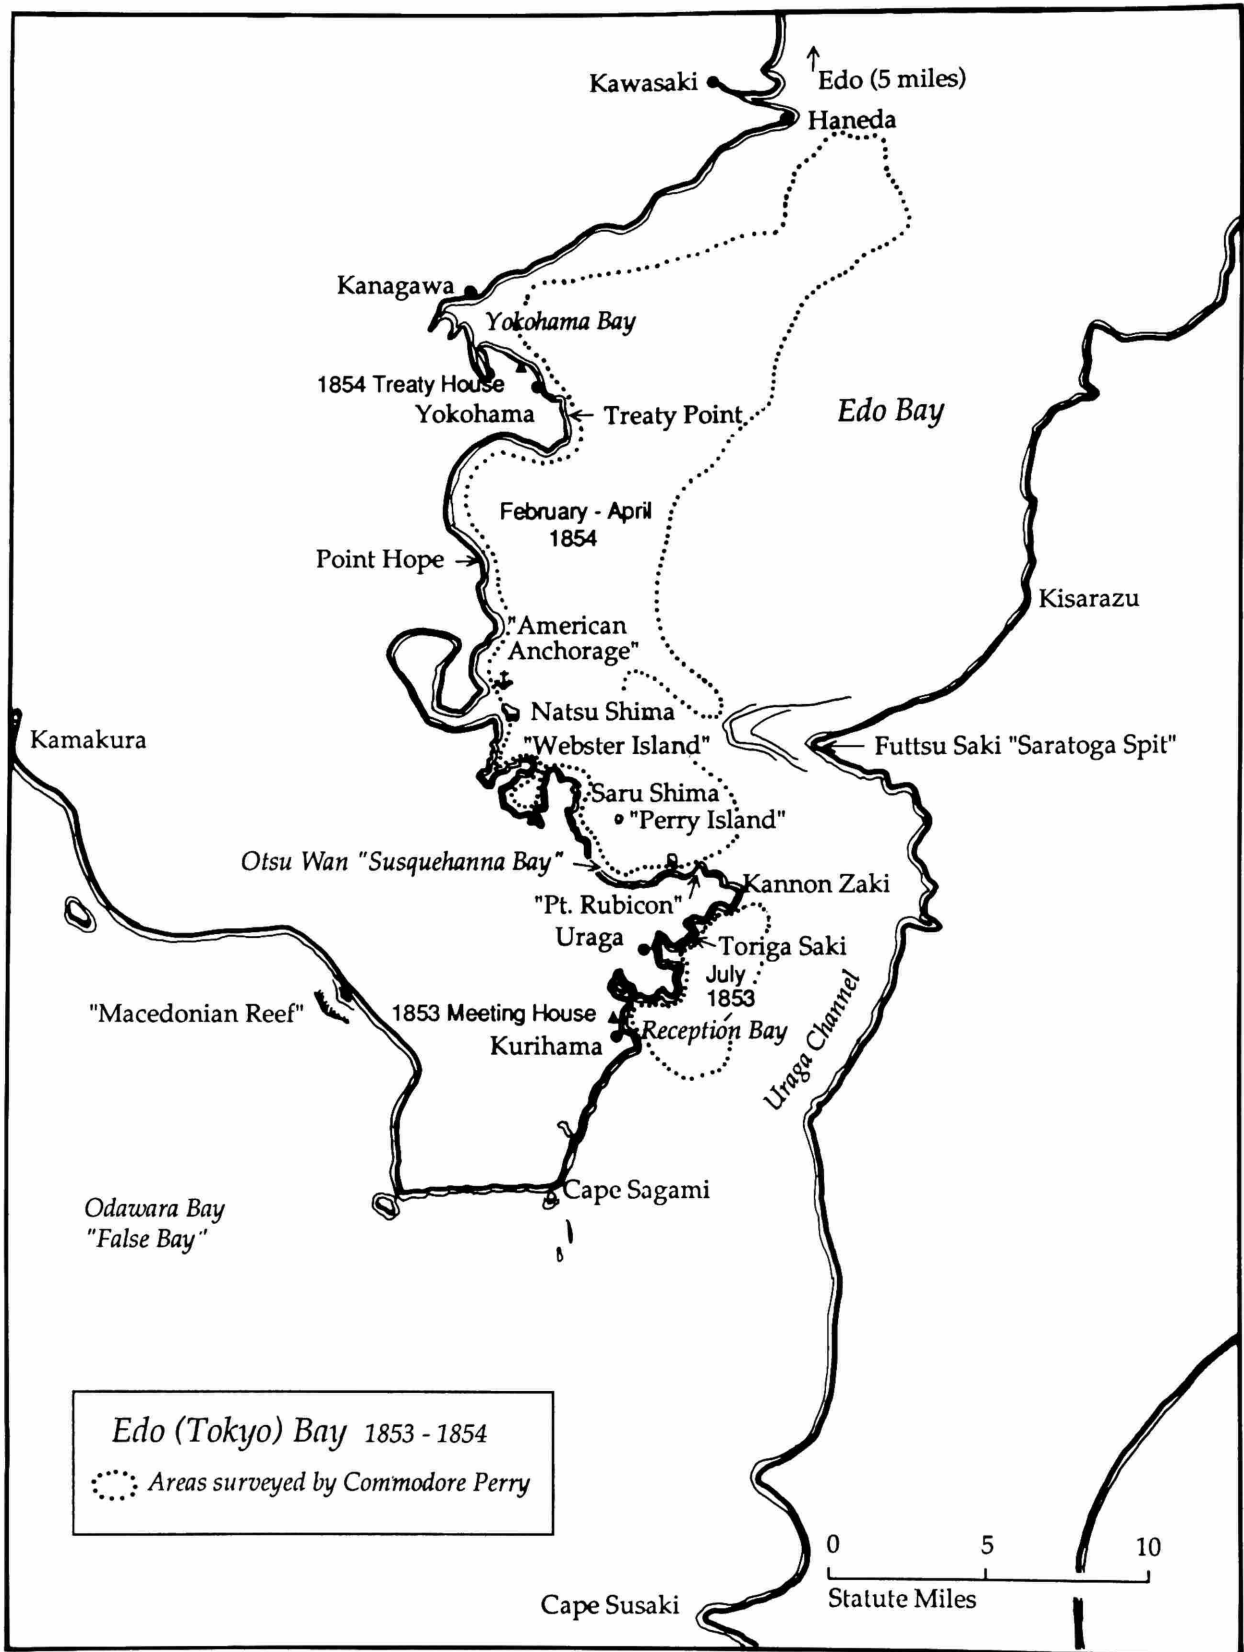 Kawasaki
Edo (5 miles)
Haneda
Kanagawa
Yokohama Bay
1854 Treaty House
Yokohama
Treaty Point
Edo Bay
February - April
1854
Point Hope
Kisarazu
"American
Anchorage"
Natsu Shima
"Webster Island"
Kamakura
Futtsu Saki "Saratoga Spit"
Saru Shima
"Perry Island"
Otsu Wan "Susquehanna Bay"
Kannon Zaki
"Pt. Rubicon"
Uraga
Toriga Saki
July
1853
"Macedonian Reef"
1853 Meeting House
Reception Bay
Kurihama
Uraga Channel
Cape Sagami
Odawara Bay
"False Bay"
Edo (Tokyo) Bay 1853 - 1854
Areas surveyed by Commodore Perry
0 5 10
Statute Miles
Cape Susaki